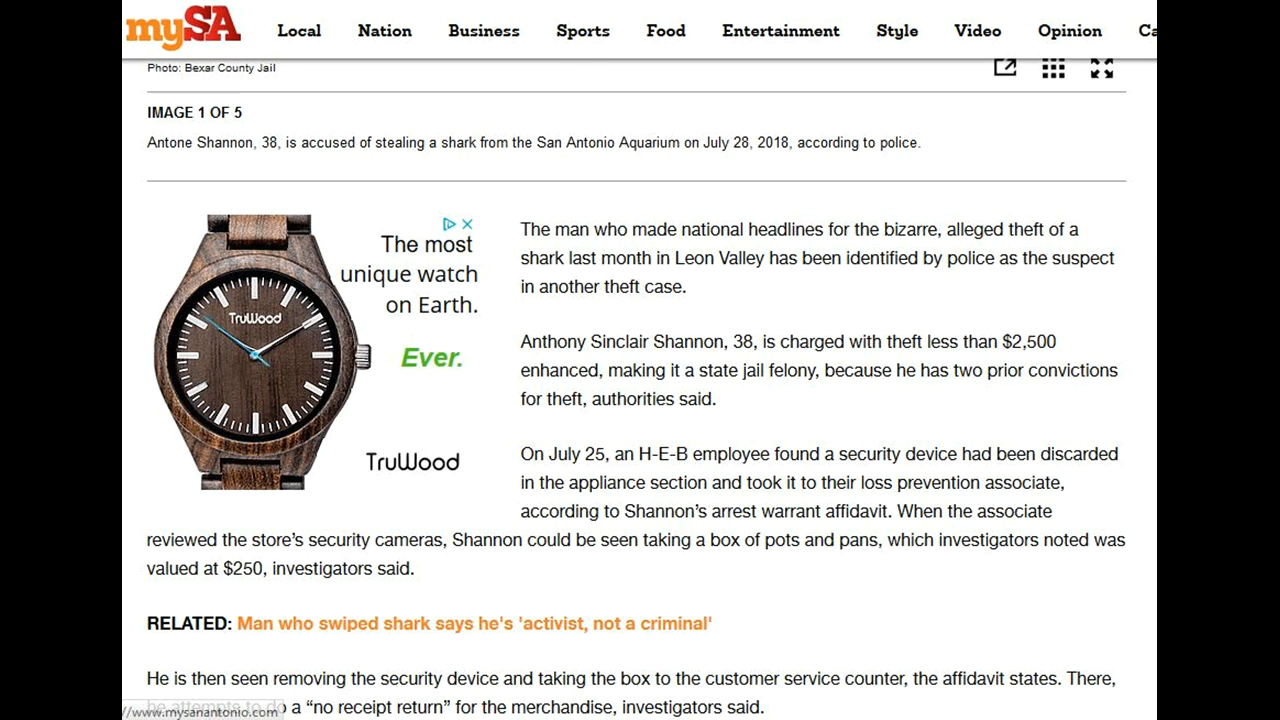 mySA Local Nation Business Sports Food Entertainment Style Video Opinion Ca
Photo: Bexar County Jail
IMAGE 1 OF 5
Antone Shannon, 38, is accused of stealing a shark from the San Antonio Aquarium on July 28, 2018, according to police.
The most
unique watch
on Earth.
Ever.
TruWood
TruWood
The man who made national headlines for the bizarre, alleged theft of a
shark last month in Leon Valley has been identified by police as the suspect
in another theft case.
Anthony Sinclair Shannon, 38, is charged with theft less than $2,500
enhanced, making it a state jail felony, because he has two prior convictions
for theft, authorities said.
On July 25, an H-E-B employee found a security device had been discarded
in the appliance section and took it to their loss prevention associate,
according to Shannon’s arrest warrant affidavit. When the associate
reviewed the store’s security cameras, Shannon could be seen taking a box of pots and pans, which investigators noted was
valued at $250, investigators said.
RELATED: Man who swiped shark says he's 'activist, not a criminal'
He is then seen removing the security device and taking the box to the customer service counter, the affidavit states. There,
he attempts to do a “no receipt return” for the merchandise, investigators said.
//www.mysanantonio.com